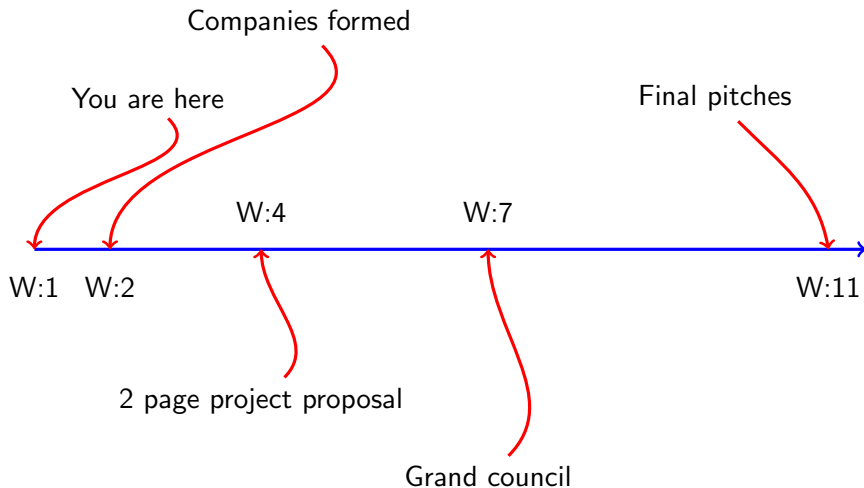 Companies formed
You are here
Final pitches
W:4
W:7
W:1
W:2
W:11
2 page project proposal
Grand council